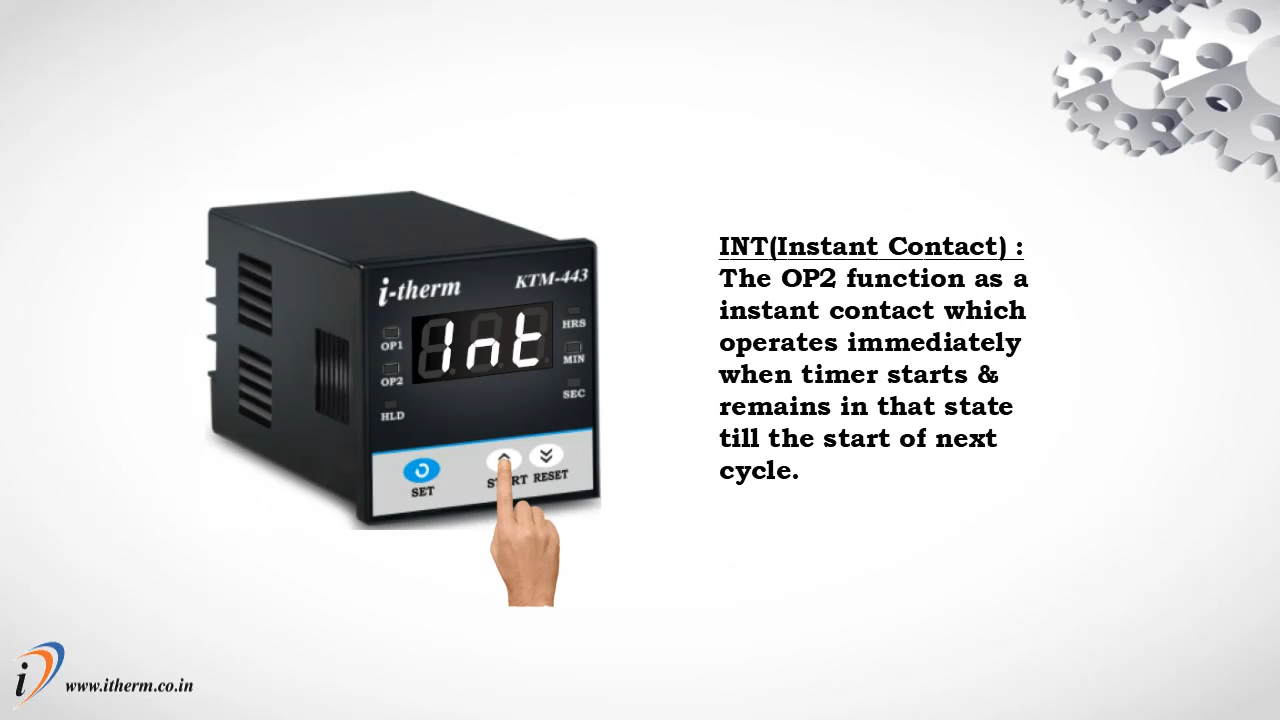 i-therm
KTM-443
Int
OP1
OP2
HLD
HRS
MIN
SEC
SET
START
RESET
INT(Instant Contact) :
The OP2 function as a
instant contact which
operates immediately
when timer starts &
remains in that state
till the start of next
cycle.
i
www.itherm.co.in